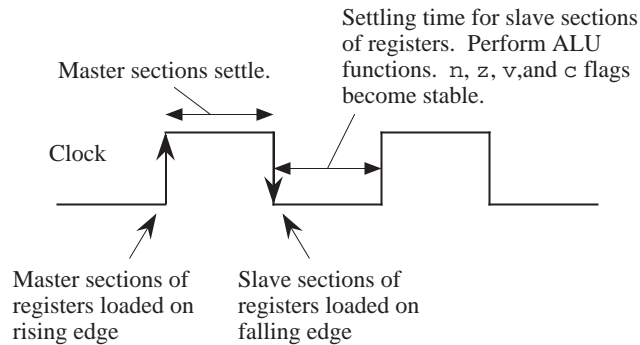 Settling time for slave sections
of registers. Perform ALU
functions. n, z, v,and c flags
become stable.
Master sections settle.
Clock
Master sections of
registers loaded on
rising edge
Slave sections of
registers loaded on
falling edge